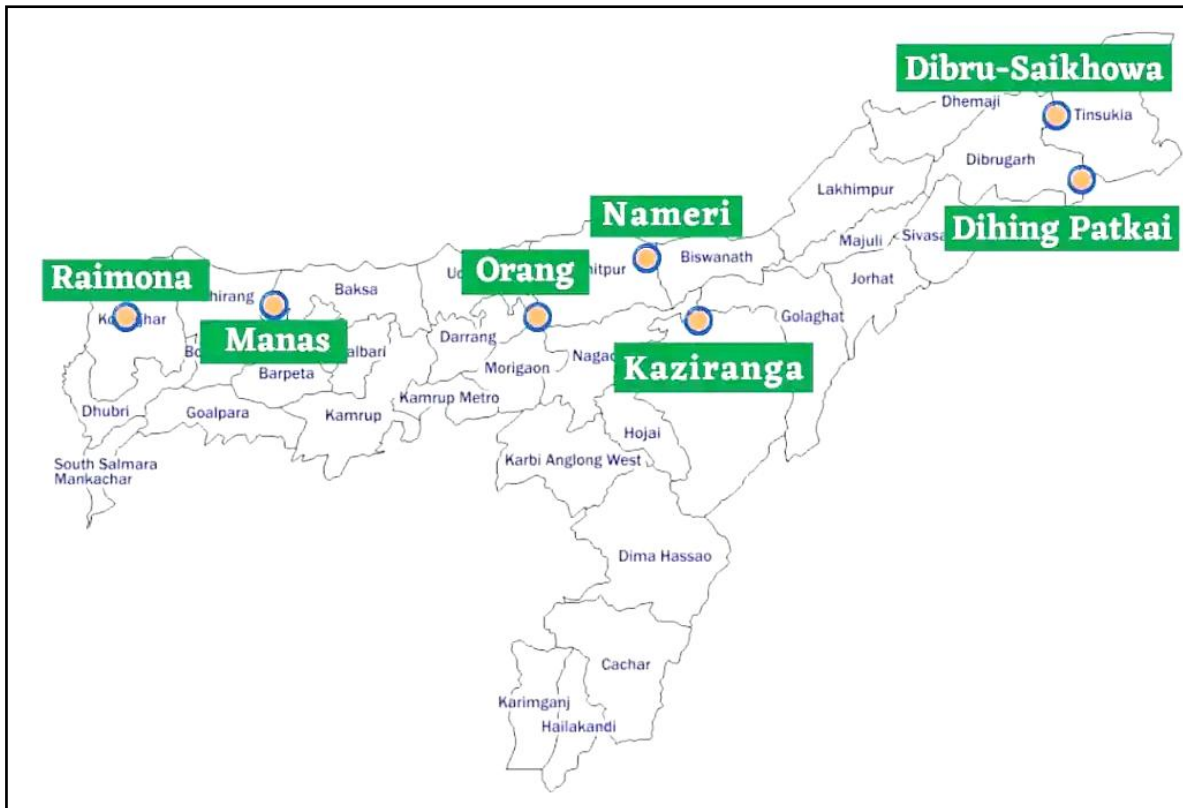 Dibru-Saikhowa
Dhemaji
Tinsukia
Dibrugarh
Lakhimpur
Dihing Patkai
Nameri
Majuli
Sivasa
Biswanath
Jorhat
Raimona
Orang
Baksa
Manas
Darrang
Golaghat
Kaziranga
Morigaon
Barpeta
Kamrup Metro
Dhubri
Goalpara
Kamrup
Hojai
Karbi Anglong West
South Salmara
Mankachar
Dima Hassao
Cachar
Karimganj
Hailakandi